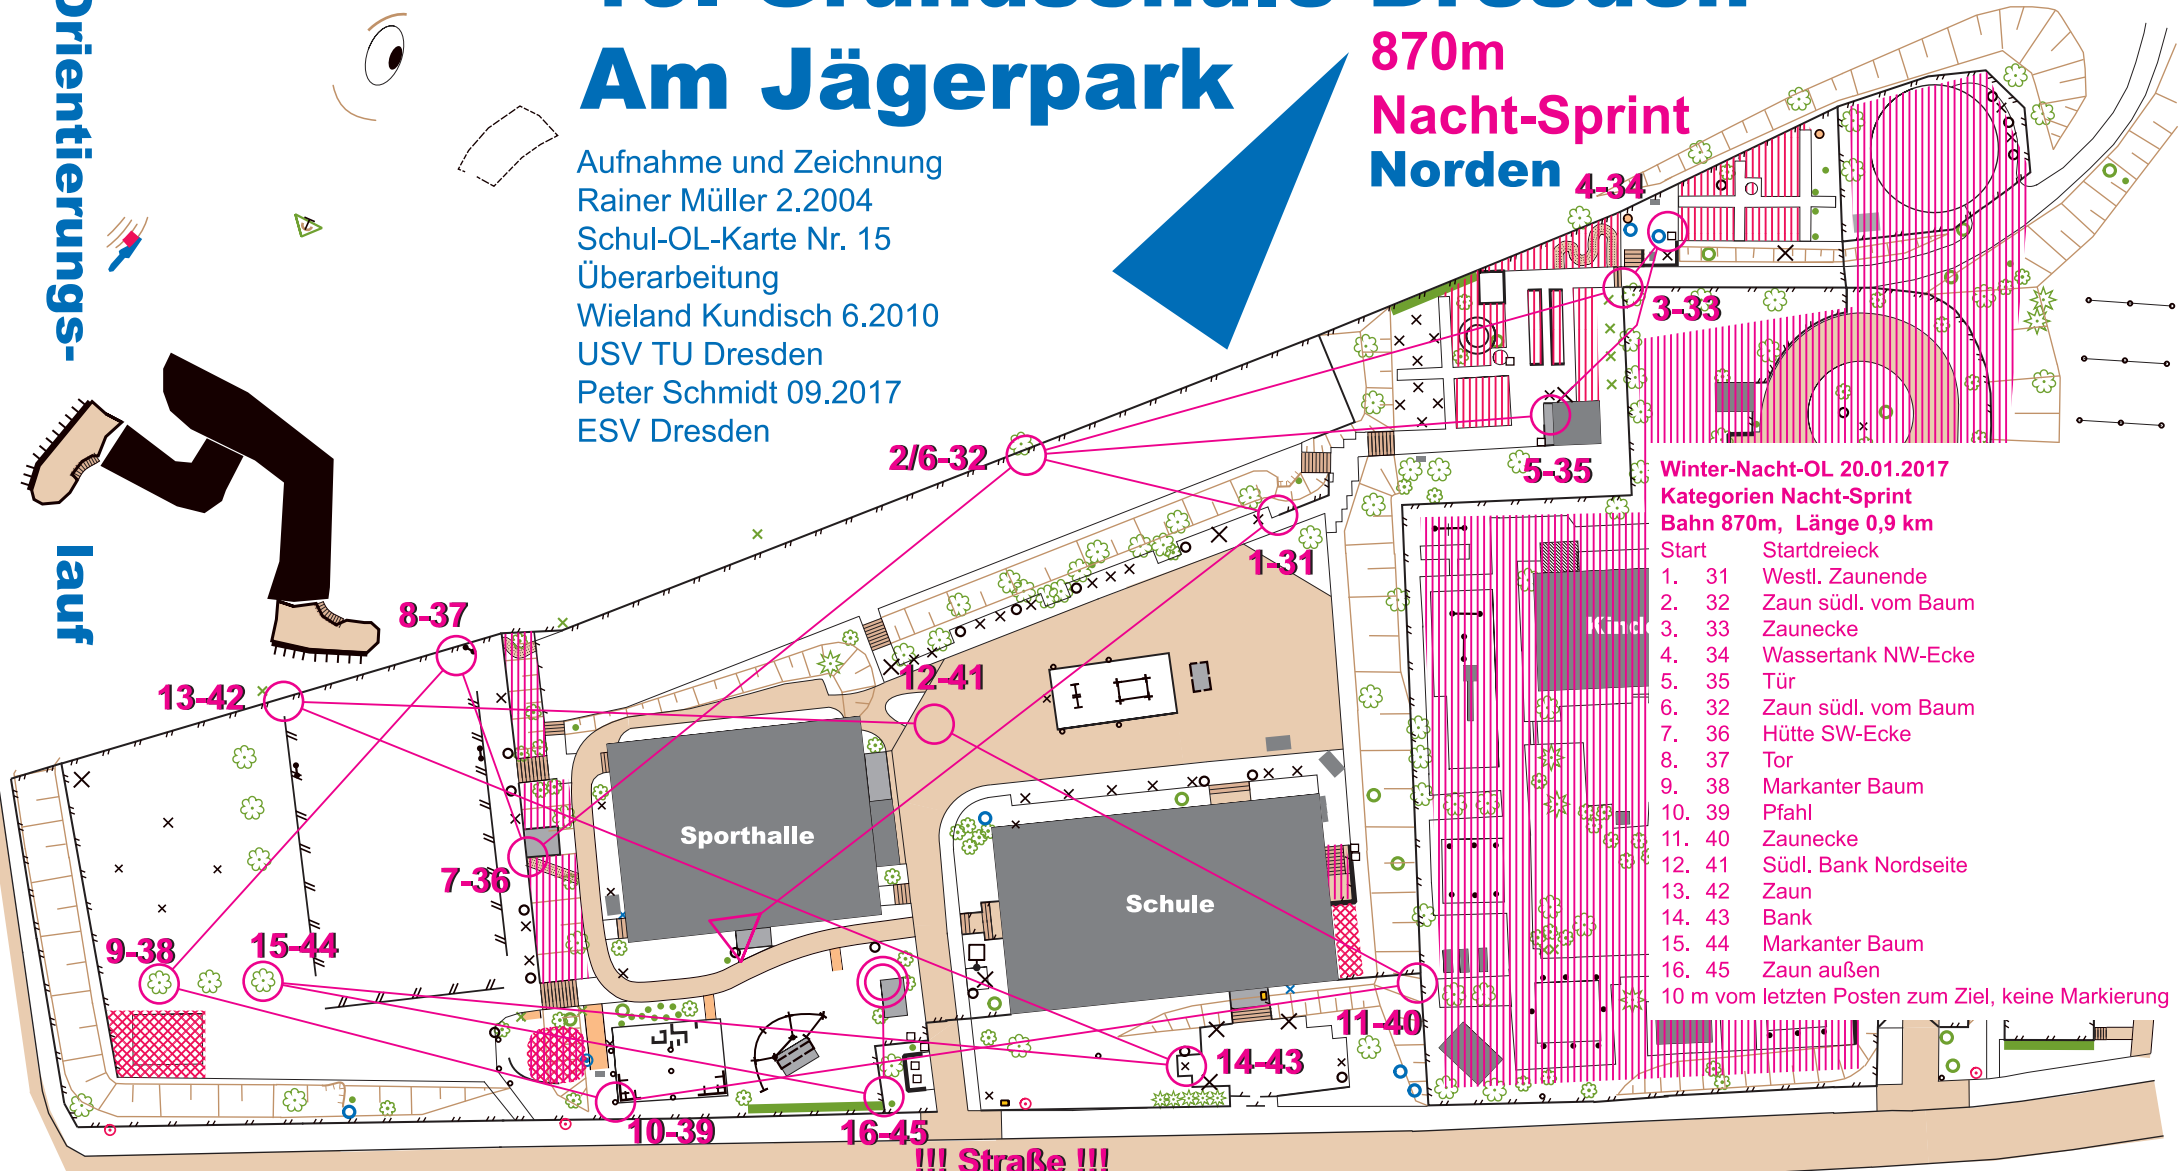 Am Jägerpark
870m
Nacht-Sprint
Norden
Aufnahme und Zeichnung
Rainer Müller 2.2004
Schul-OL-Karte Nr. 15
Überarbeitung
Wieland Kundisch 6.2010
USV TU Dresden
Peter Schmidt 09.2017
ESV Dresden
Orientierungs-
lauf
4-34
3-33
2/6-32
5-35
1-31
8-37
12-41
13-42
7-36
9-38
15-44
11-40
14-43
10-39
16-45
!!! Straße !!!
Sporthalle
Schule
Winter-Nacht-OL 20.01.2017
Kategorien Nacht-Sprint
Bahn 870m, Länge 0,9 km
Start Startdreieck
1. 31 Westl. Zaunende
2. 32 Zaun südl. vom Baum
3. 33 Zaunecke
4. 34 Wassertank NW-Ecke
5. 35 Tür
6. 32 Zaun südl. vom Baum
7. 36 Hütte SW-Ecke
8. 37 Tor
9. 38 Markanter Baum
10. 39 Pfahl
11. 40 Zaunecke
12. 41 Südl. Bank Nordseite
13. 42 Zaun
14. 43 Bank
15. 44 Markanter Baum
16. 45 Zaun außen
10 m vom letzten Posten zum Ziel, keine Markierung